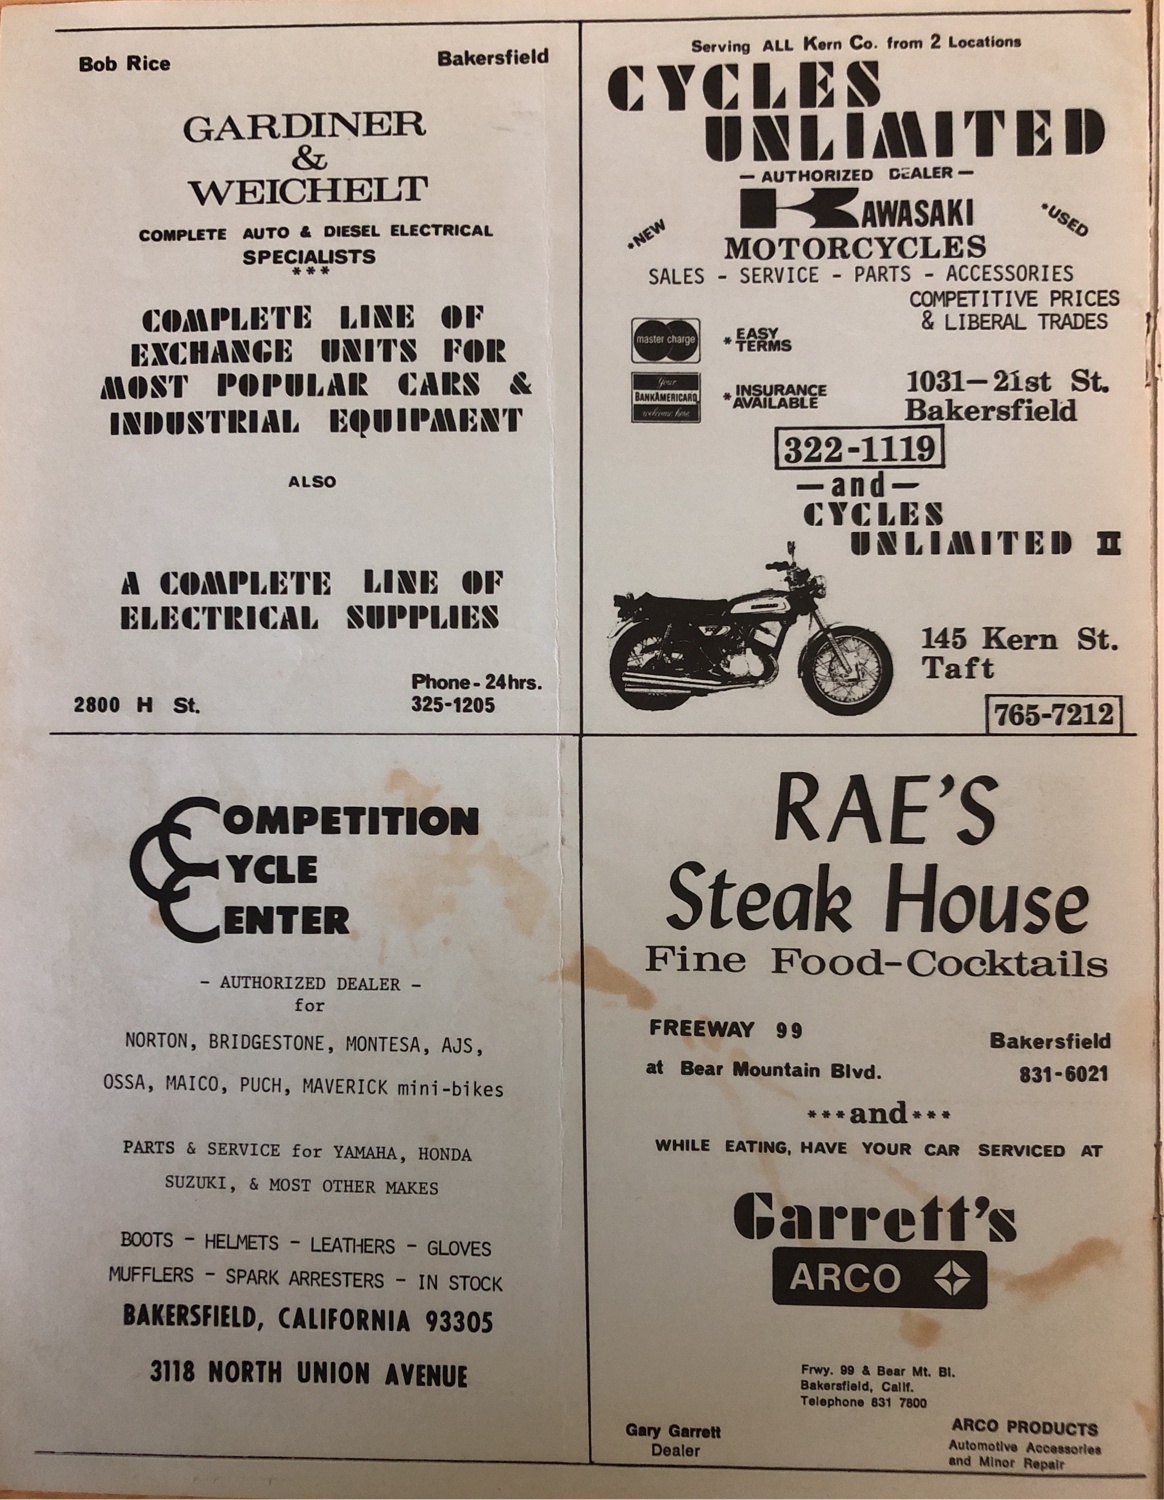 Bob Rice
Bakersfield
GARDINER
&
WEICHELT
COMPLETE AUTO & DIESEL ELECTRICAL
SPECIALISTS
***
COMPLETE LINE OF
EXCHANGE UNITS FOR
MOST POPULAR CARS &
INDUSTRIAL EQUIPMENT
ALSO
A COMPLETE LINE OF
ELECTRICAL SUPPLIES
Phone - 24hrs.
2800 H St.
325-1205
Serving ALL Kern Co. from 2 Locations
CYCLES
UNLIMITED
— AUTHORIZED DEALER —
KAWASAKI
•NEW
•USED
MOTORCYCLES
SALES - SERVICE - PARTS - ACCESSORIES
COMPETITIVE PRICES
& LIBERAL TRADES
master charge
* EASY
TERMS
Your
BANKAMERICARD
welcome here
* INSURANCE
AVAILABLE
1031—21st St.
Bakersfield
322-1119
—and—
CYCLES
UNLIMITED II
KAWASAKI
145 Kern St.
Taft
765-7212
COMPETITION
CYCLE
CENTER
- AUTHORIZED DEALER -
for
NORTON, BRIDGESTONE, MONTESA, AJS,
OSSA, MAICO, PUCH, MAVERICK mini-bikes
PARTS & SERVICE for YAMAHA, HONDA
SUZUKI, & MOST OTHER MAKES
BOOTS - HELMETS - LEATHERS - GLOVES
MUFFLERS - SPARK ARRESTERS - IN STOCK
BAKERSFIELD, CALIFORNIA 93305
3118 NORTH UNION AVENUE
RAE'S
Steak House
Fine Food-Cocktails
FREEWAY 99
Bakersfield
at Bear Mountain Blvd.
831-6021
•••and•••
WHILE EATING, HAVE YOUR CAR SERVICED AT
Garrett's
ARCO
Frwy. 99 & Bear Mt. Bl.
Bakersfield, Calif.
Telephone 831 7800
Gary Garrett
Dealer
ARCO PRODUCTS
Automotive Accessories
and Minor Repair